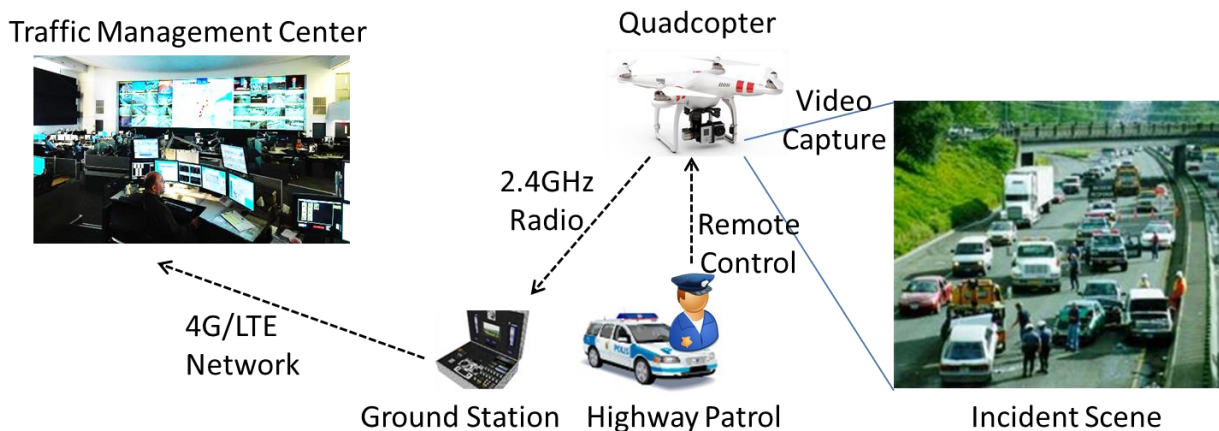 Traffic Management Center
Quadcopter
Video
Capture
2.4GHz
Radio
Remote
Control
4G/LTE
Network
POLIS
Ground Station
Highway Patrol
Incident Scene